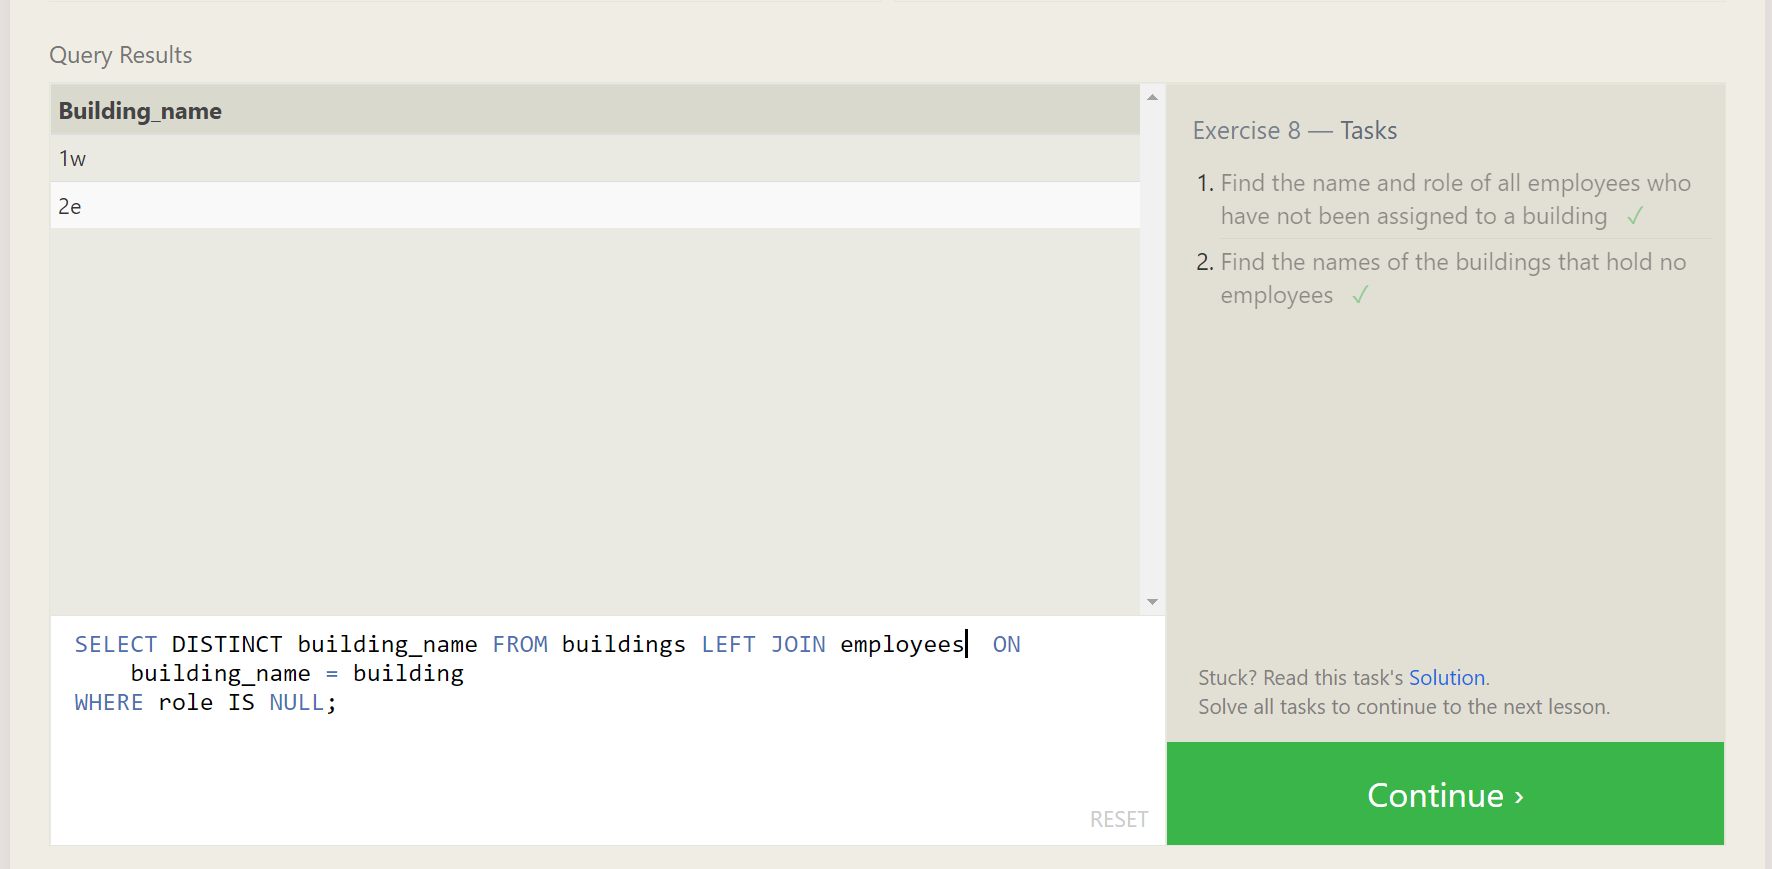 Query Results
Building_name
1w
2e
SELECT DISTINCT building_name FROM buildings LEFT JOIN employees  ON
    building_name = building
WHERE role IS NULL;
RESET
Exercise 8 — Tasks
1. Find the name and role of all employees who
have not been assigned to a building ✓
2. Find the names of the buildings that hold no
employees ✓
Stuck? Read this task's Solution.
Solve all tasks to continue to the next lesson.
Continue ›